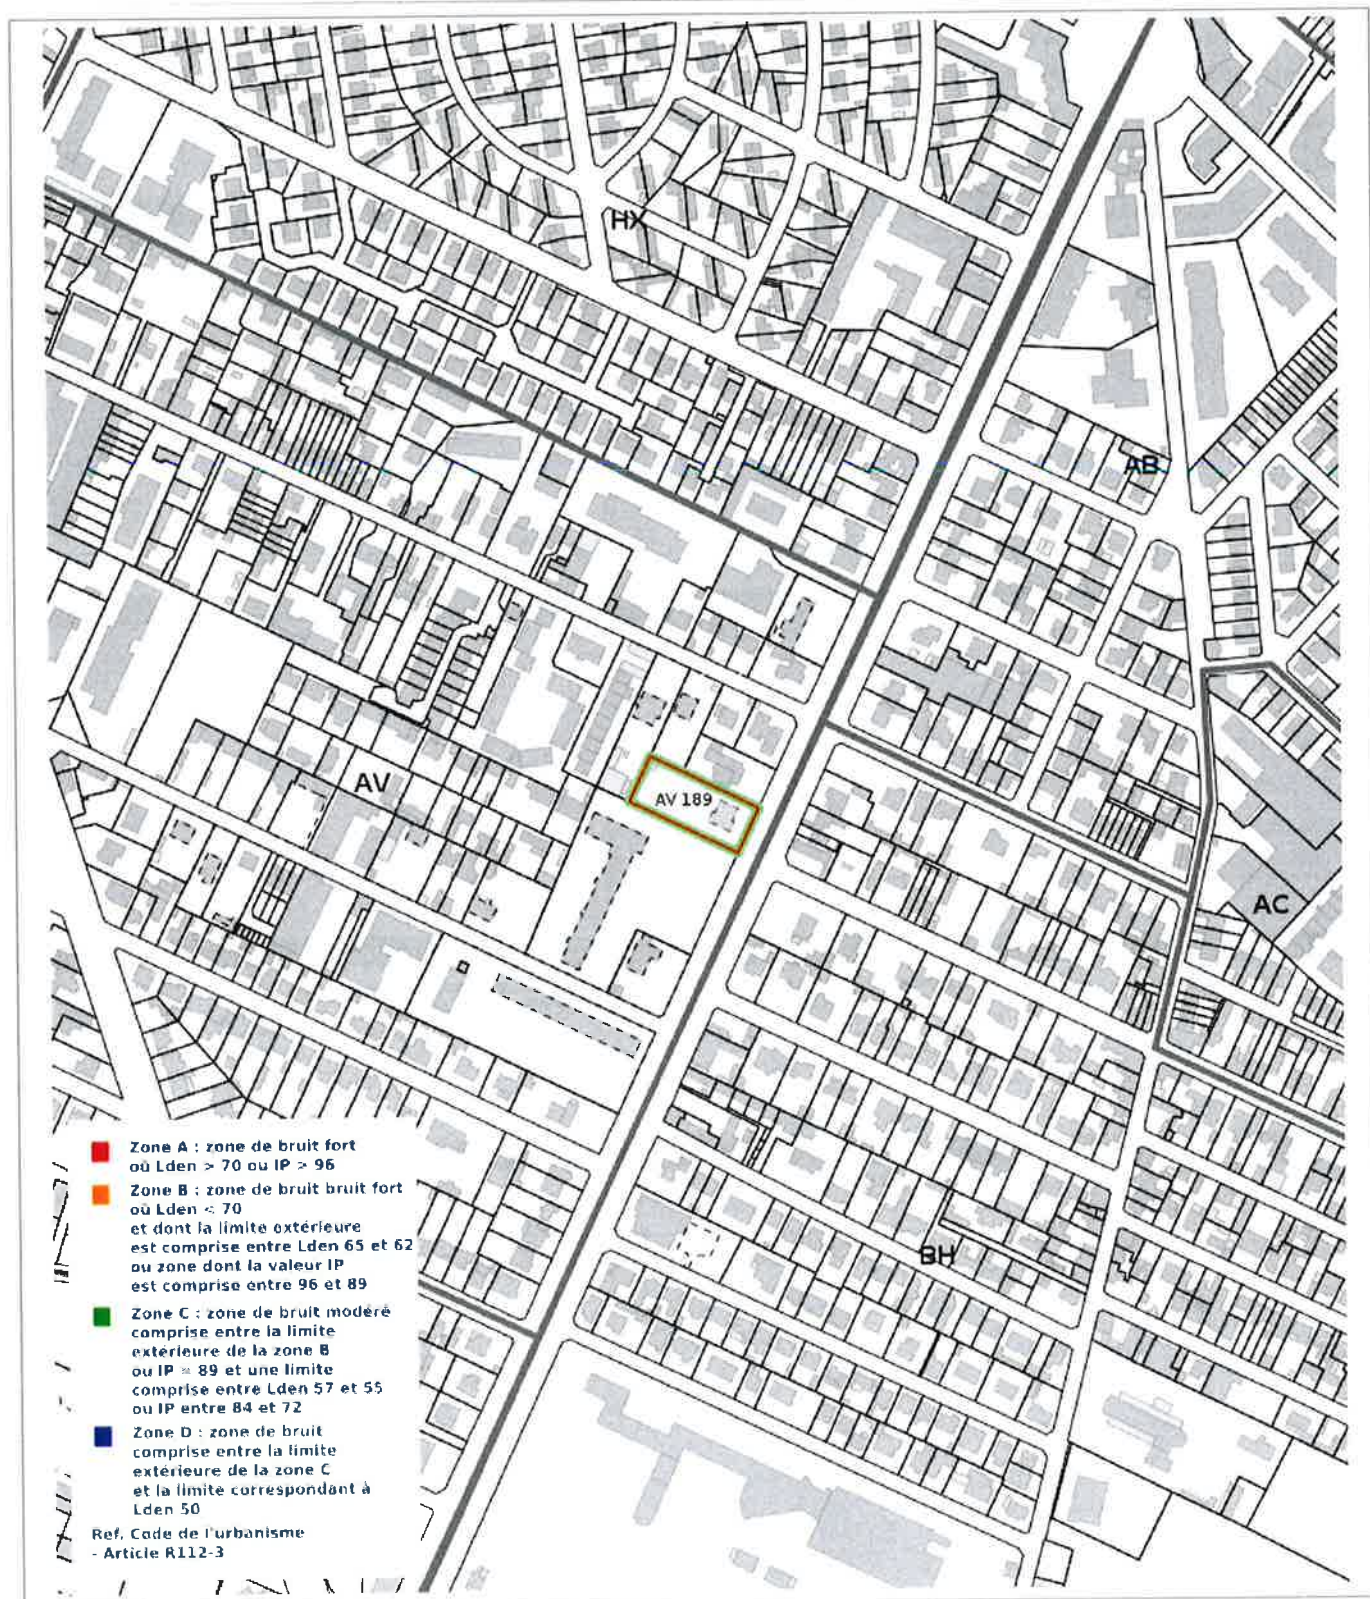 HX
AB
AV
AV 189
AC
BH
Zone A : zone de bruit fort
où Lden > 70 ou IP > 96
Zone B : zone de bruit bruit fort
où Lden < 70
et dont la limite extérieure
est comprise entre Lden 65 et 62
ou zone dont la valeur IP
est comprise entre 96 et 89
Zone C : zone de bruit modéré
comprise entre la limite
extérieure de la zone B
ou IP = 89 et une limite
comprise entre Lden 57 et 55
ou IP entre 84 et 72
Zone D : zone de bruit
comprise entre la limite
extérieure de la zone C
et la limite correspondant à
Lden 50
Ref. Code de l'urbanisme
- Article R112-3